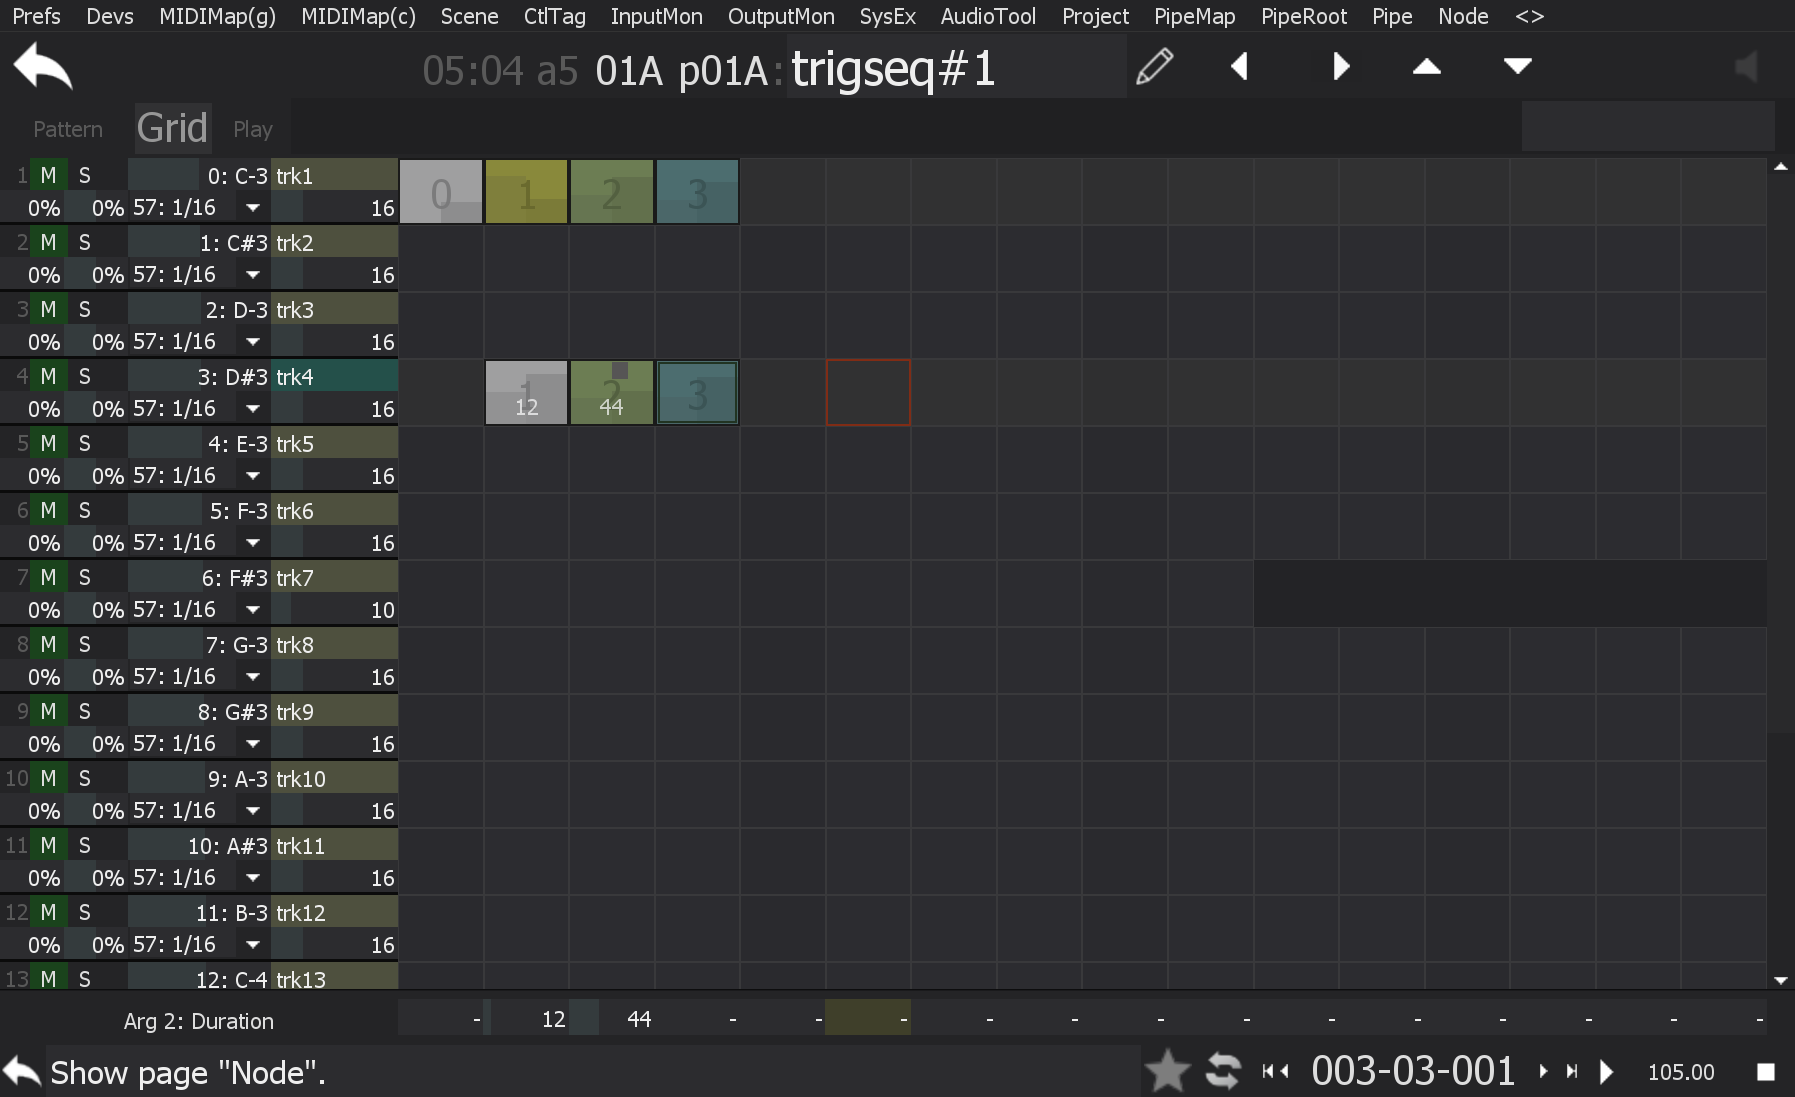 Prefs Devs MIDIMap(g) MIDIMap(c) Scene CtlTag InputMon OutputMon SysEx AudioTool Project PipeMap PipeRoot Pipe Node <>
05:04 a5 01A p01A: trigseq#1
Pattern Grid Play
1 M S 0: C-3 trk1 0 1 2 3
0% 0% 57: 1/16 16
2 M S 1: C#3 trk2
0% 0% 57: 1/16 16
3 M S 2: D-3 trk3
0% 0% 57: 1/16 16
4 M S 3: D#3 trk4 1 2 3
0% 0% 57: 1/16 16 12 44
5 M S 4: E-3 trk5
0% 0% 57: 1/16 16
6 M S 5: F-3 trk6
0% 0% 57: 1/16 16
7 M S 6: F#3 trk7
0% 0% 57: 1/16 10
8 M S 7: G-3 trk8
0% 0% 57: 1/16 16
9 M S 8: G#3 trk9
0% 0% 57: 1/16 16
10 M S 9: A-3 trk10
0% 0% 57: 1/16 16
11 M S 10: A#3 trk11
0% 0% 57: 1/16 16
12 M S 11: B-3 trk12
0% 0% 57: 1/16 16
13 M S 12: C-4 trk13
Arg 2: Duration - 12 44 - - - - - - - - - - - - -
Show page "Node". 003-03-001 105.00